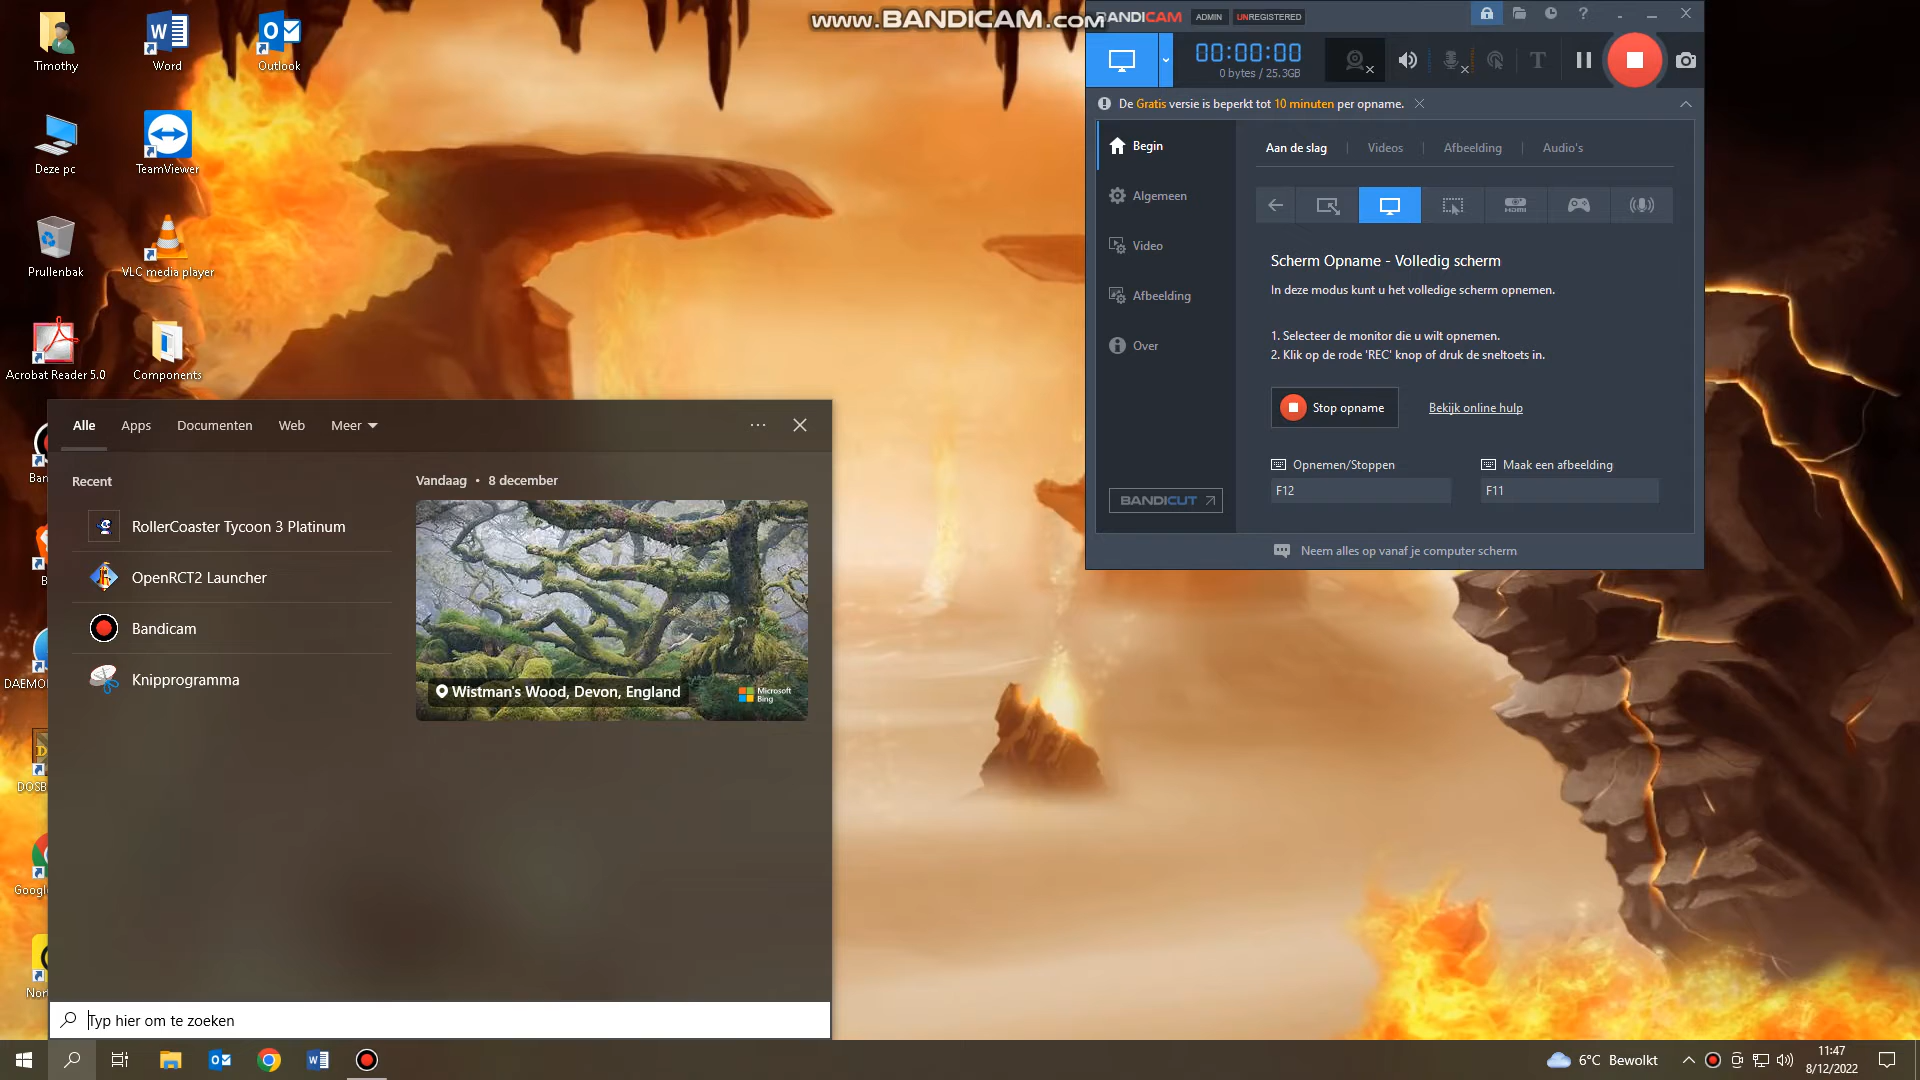 Timothy
Word
Outlook
Deze pc
TeamViewer
Prullenbak
VLC media player
Acrobat Reader 5.0
Components
Ban
DAEMO
DOSB
Google
Nor
www.BANDICAM.com
BANDICAM
ADMIN
UNREGISTERED
00:00:00
0 bytes / 25.3GB
De Gratis versie is beperkt tot 10 minuten per opname.
Begin
Algemeen
Video
Afbeelding
Over
BANDICUT
Aan de slag
Videos
Afbeelding
Audio's
HDMI
Scherm Opname - Volledig scherm
In deze modus kunt u het volledige scherm opnemen.
1. Selecteer de monitor die u wilt opnemen.
2. Klik op de rode 'REC' knop of druk de sneltoets in.
Stop opname
Bekijk online hulp
Opnemen/Stoppen
Maak een afbeelding
F12
F11
Neem alles op vanaf je computer scherm
Alle
Apps
Documenten
Web
Meer
Recent
RollerCoaster Tycoon 3 Platinum
OpenRCT2 Launcher
Bandicam
Knipprogramma
Vandaag • 8 december
Wistman's Wood, Devon, England
Microsoft
Bing
Typ hier om te zoeken
6°C Bewolkt
11:47
8/12/2022